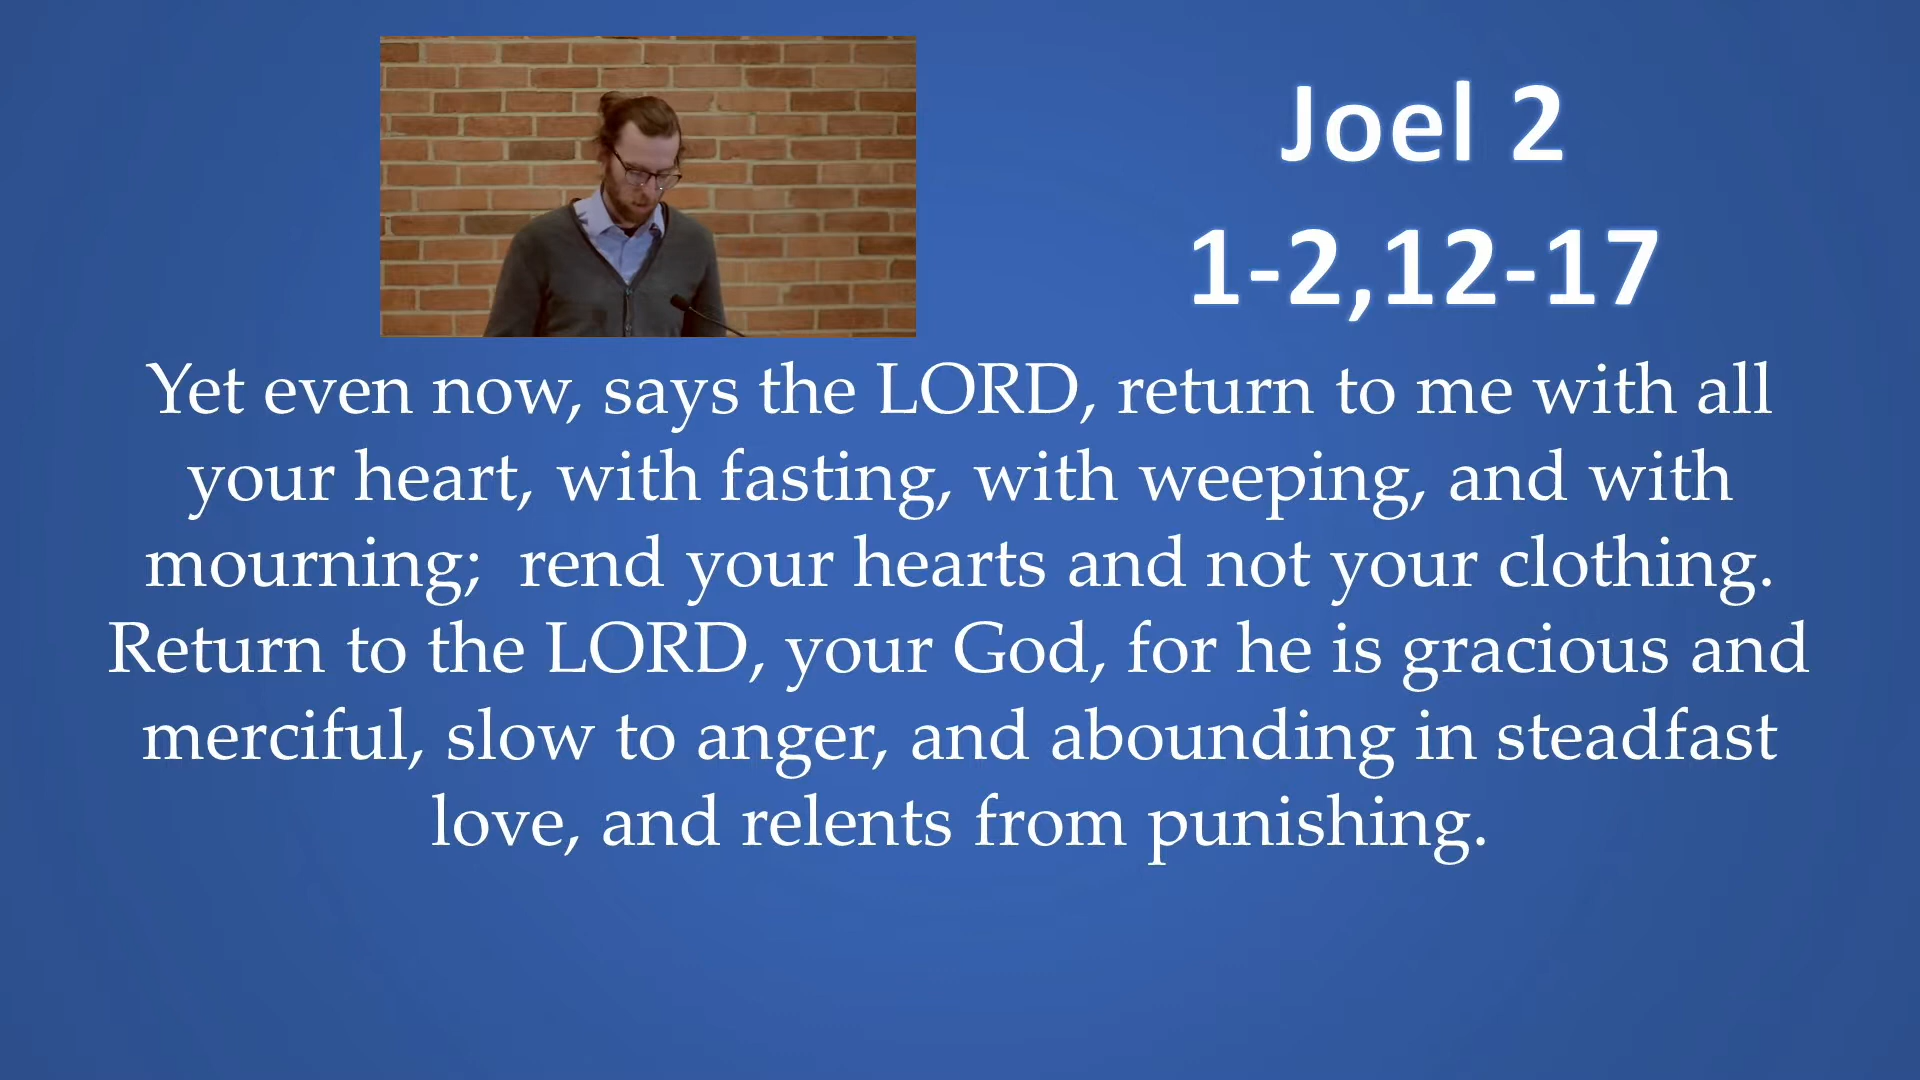 Joel 2
1-2,12-17
Yet even now, says the LORD, return to me with all
your heart, with fasting, with weeping, and with
mourning;  rend your hearts and not your clothing.
Return to the LORD, your God, for he is gracious and
merciful, slow to anger, and abounding in steadfast
love, and relents from punishing.